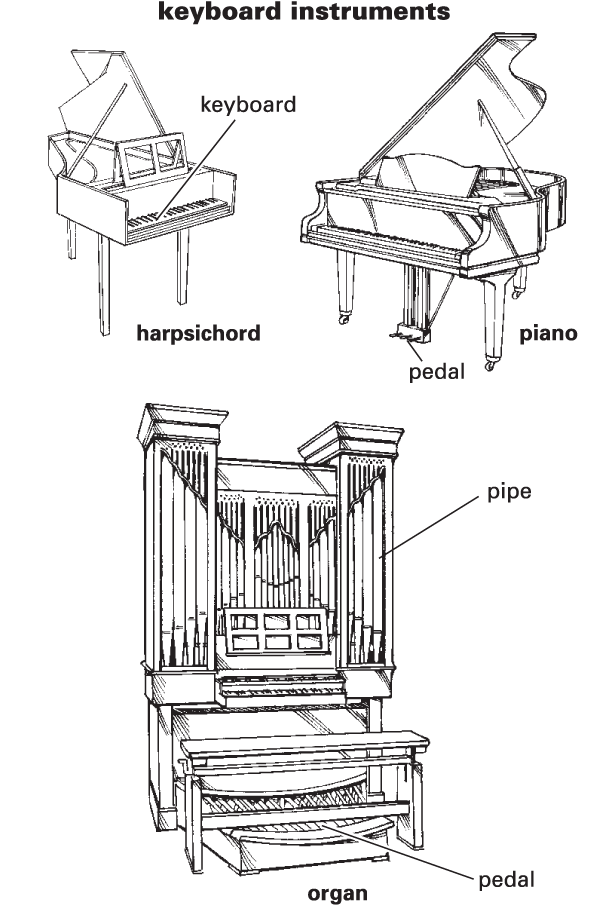 keyboard instruments
keyboard
harpsichord
piano
pedal
pipe
pedal
organ